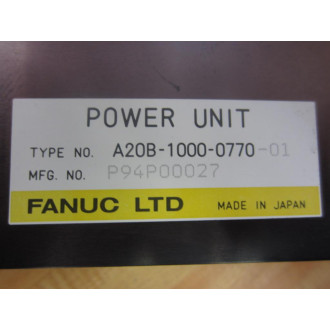 POWER UNIT
TYPE NO. A20B-1000-0770-01
MFG. NO. P94P00027
FANUC LTD MADE IN JAPAN